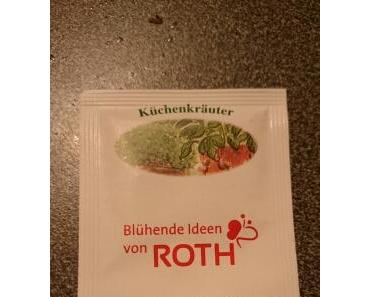 Küchenkräuter
Blühende Ideen
von ROTH